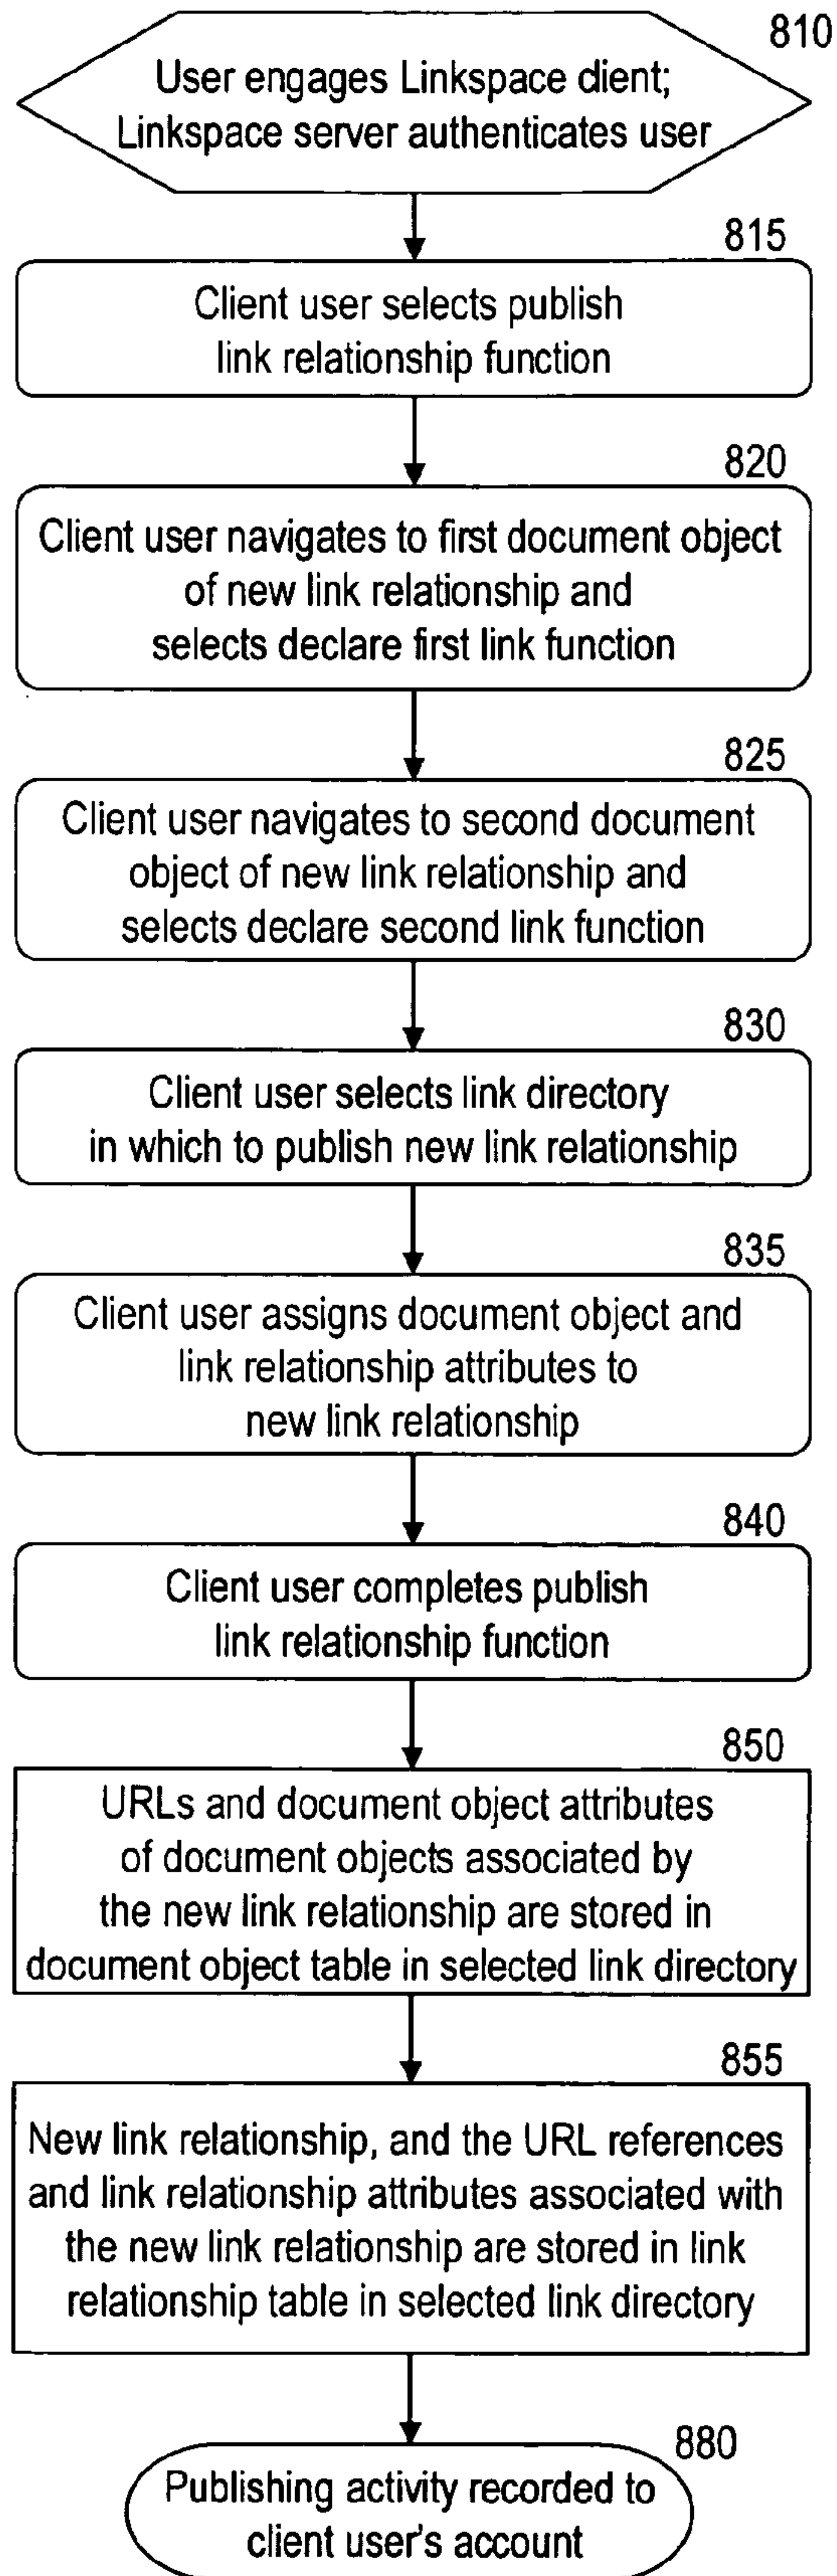 810
User engages Linkspace dient;
Linkspace server authenticates user
815
Client user selects publish
link relationship function
820
Client user navigates to first document object
of new link relationship and
selects declare first link function
825
Client user navigates to second document
object of new link relationship and
selects declare second link function
830
Client user selects link directory
in which to publish new link relationship
835
Client user assigns document object and
link relationship attributes to
new link relationship
840
Client user completes publish
link relationship function
850
URLs and document object attributes
of document objects associated by
the new link relationship are stored in
document object table in selected link directory
855
New link relationship, and the URL references
and link relationship attributes associated with
the new link relationship are stored in link
relationship table in selected link directory
880
Publishing activity recorded to
client user's account